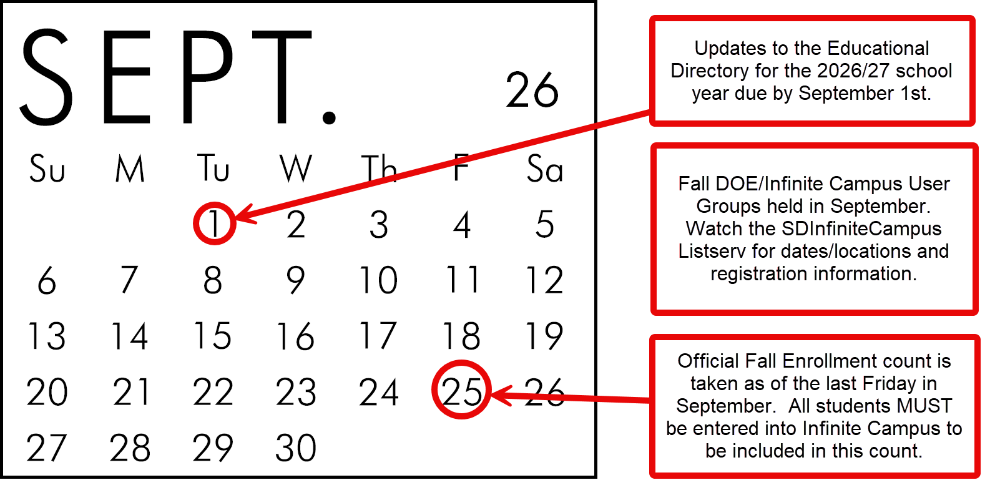 SEPT.
26
Su M Tu W Th F Sa
1 2 3 4 5
6 7 8 9 10 11 12
13 14 15 16 17 18 19
20 21 22 23 24 25 26
27 28 29 30
Updates to the Educational
Directory for the 2026/27 school
year due by September 1st.
Fall DOE/Infinite Campus User
Groups held in September.
Watch the SDInfiniteCampus
Listserv for dates/locations and
registration information.
Official Fall Enrollment count is
taken as of the last Friday in
September.  All students MUST
be entered into Infinite Campus to
be included in this count.